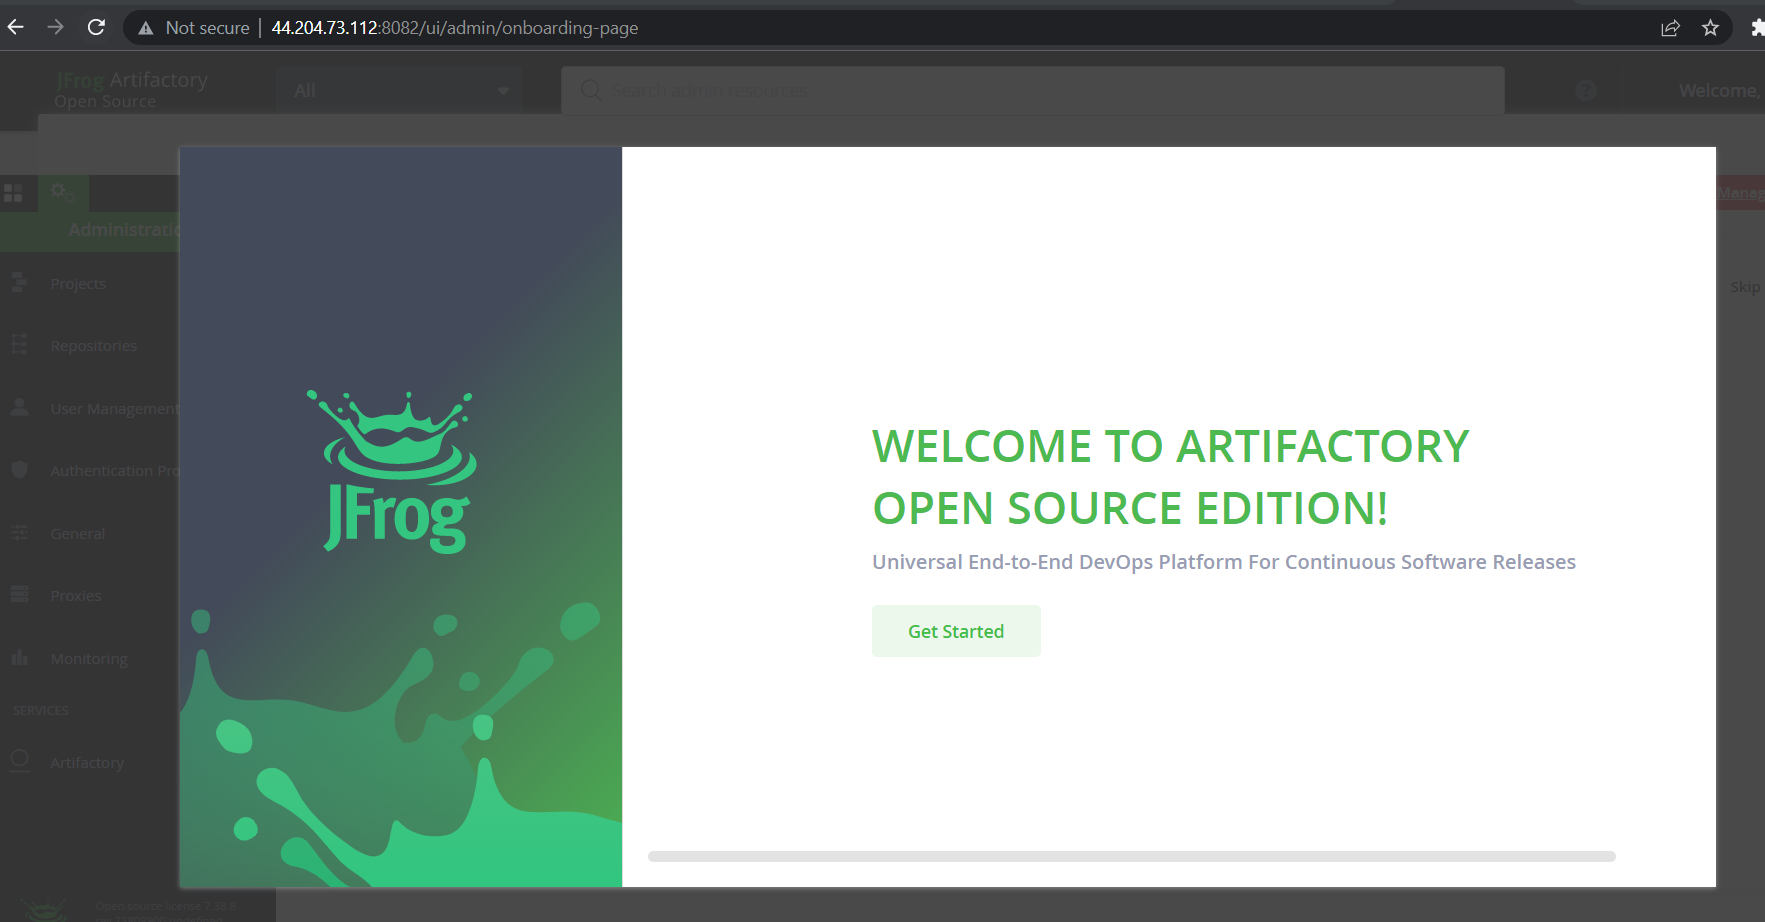 Not secure | 44.204.73.112:8082/ui/admin/onboarding-page
JFrog Artifactory
Open Source
All
Search admin resources
?
Welcome,
Manag
Administratio
Skip
Projects
Repositories
User Management
Authentication Pro
General
Proxies
Monitoring
SERVICES
Artifactory
JFrog
WELCOME TO ARTIFACTORY
OPEN SOURCE EDITION!
Universal End-to-End DevOps Platform For Continuous Software Releases
Get Started
Open source license 7.38.8